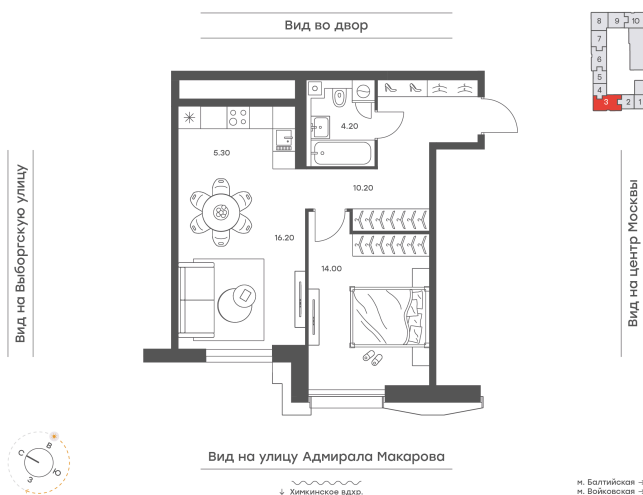 Вид во двор
8 9 10
7
6
5
4
3 2 1
4.20
5.30
10.20
16.20
14.00
Вид на Выборгскую улицу
Вид на центр Москвы
В
С
Ю
З
Вид на улицу Адмирала Макарова
↓ Химкинское вдхр.
м. Балтийская
м. Войковская